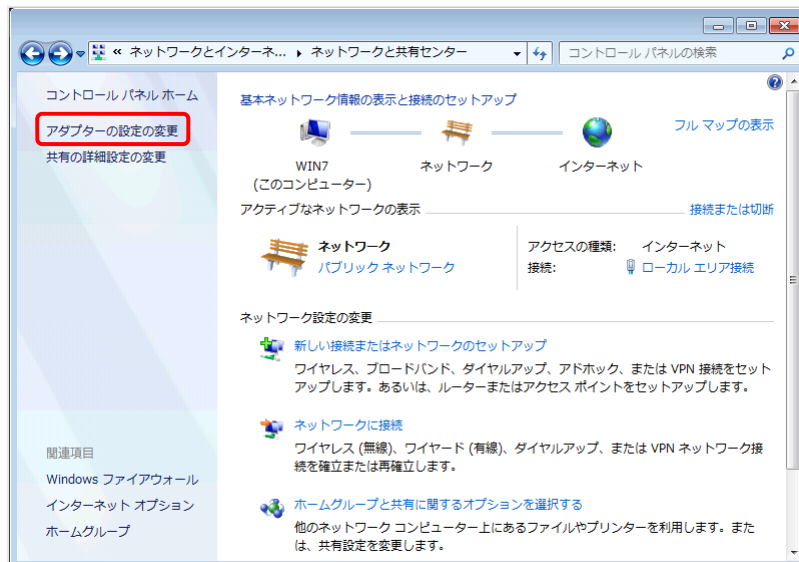 « ネットワークとインターネ... ▸ ネットワークと共有センター
コントロール パネルの検索
コントロール パネル ホーム
アダプターの設定の変更
共有の詳細設定の変更
基本ネットワーク情報の表示と接続のセットアップ
フル マップの表示
WIN7
(このコンピューター)
ネットワーク
インターネット
アクティブなネットワークの表示
接続または切断
ネットワーク
パブリック ネットワーク
アクセスの種類: インターネット
接続: ローカル エリア接続
ネットワーク設定の変更
新しい接続またはネットワークのセットアップ
ワイヤレス、ブロードバンド、ダイヤルアップ、アドホック、または VPN 接続をセット
アップします。あるいは、ルーターまたはアクセス ポイントをセットアップします。
ネットワークに接続
ワイヤレス (無線)、ワイヤード (有線)、ダイヤルアップ、または VPN ネットワーク接
続を確立または再確立します。
ホームグループと共有に関するオプションを選択する
他のネットワーク コンピューター上にあるファイルやプリンターを利用します。また
は、共有設定を変更します。
関連項目
Windows ファイアウォール
インターネット オプション
ホームグループ